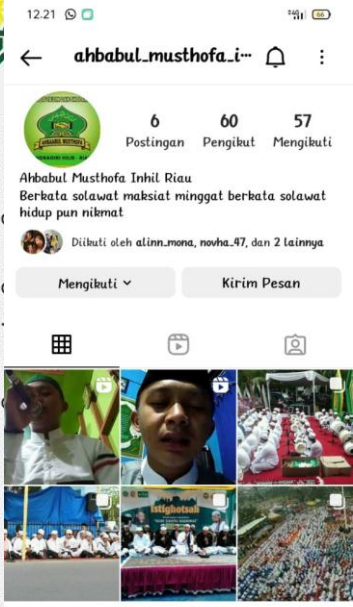 12.21
66
ahbabul_musthofa_i...
6 60 57
Postingan Pengikut Mengikuti
Ahbabul Musthofa Inhil Riau
Berkata solawat maksiat minggat berkata solawat
hidup pun nikmat
Diikuti oleh alinn_mona, novha_47, dan 2 lainnya
Mengikuti Kirim Pesan
Istighotsah